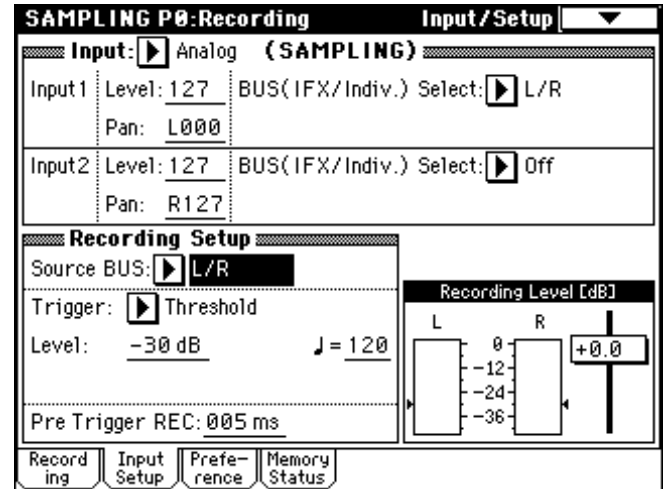 SAMPLING P0:Recording Input/Setup
Input: Analog (SAMPLING)
Input1 Level: 127 BUS(IFX/Indiv.) Select: L/R
Pan: L000
Input2 Level: 127 BUS(IFX/Indiv.) Select: Off
Pan: R127
Recording Setup
Source BUS: L/R
Trigger: Threshold
Level: -30 dB ♩= 120
Pre Trigger REC: 005 ms
Recording Level [dB]
L R
0
+0.0
-12-
-24-
-36-
Record
ing
Input
Setup
Prefe-
rence
Memory
Status